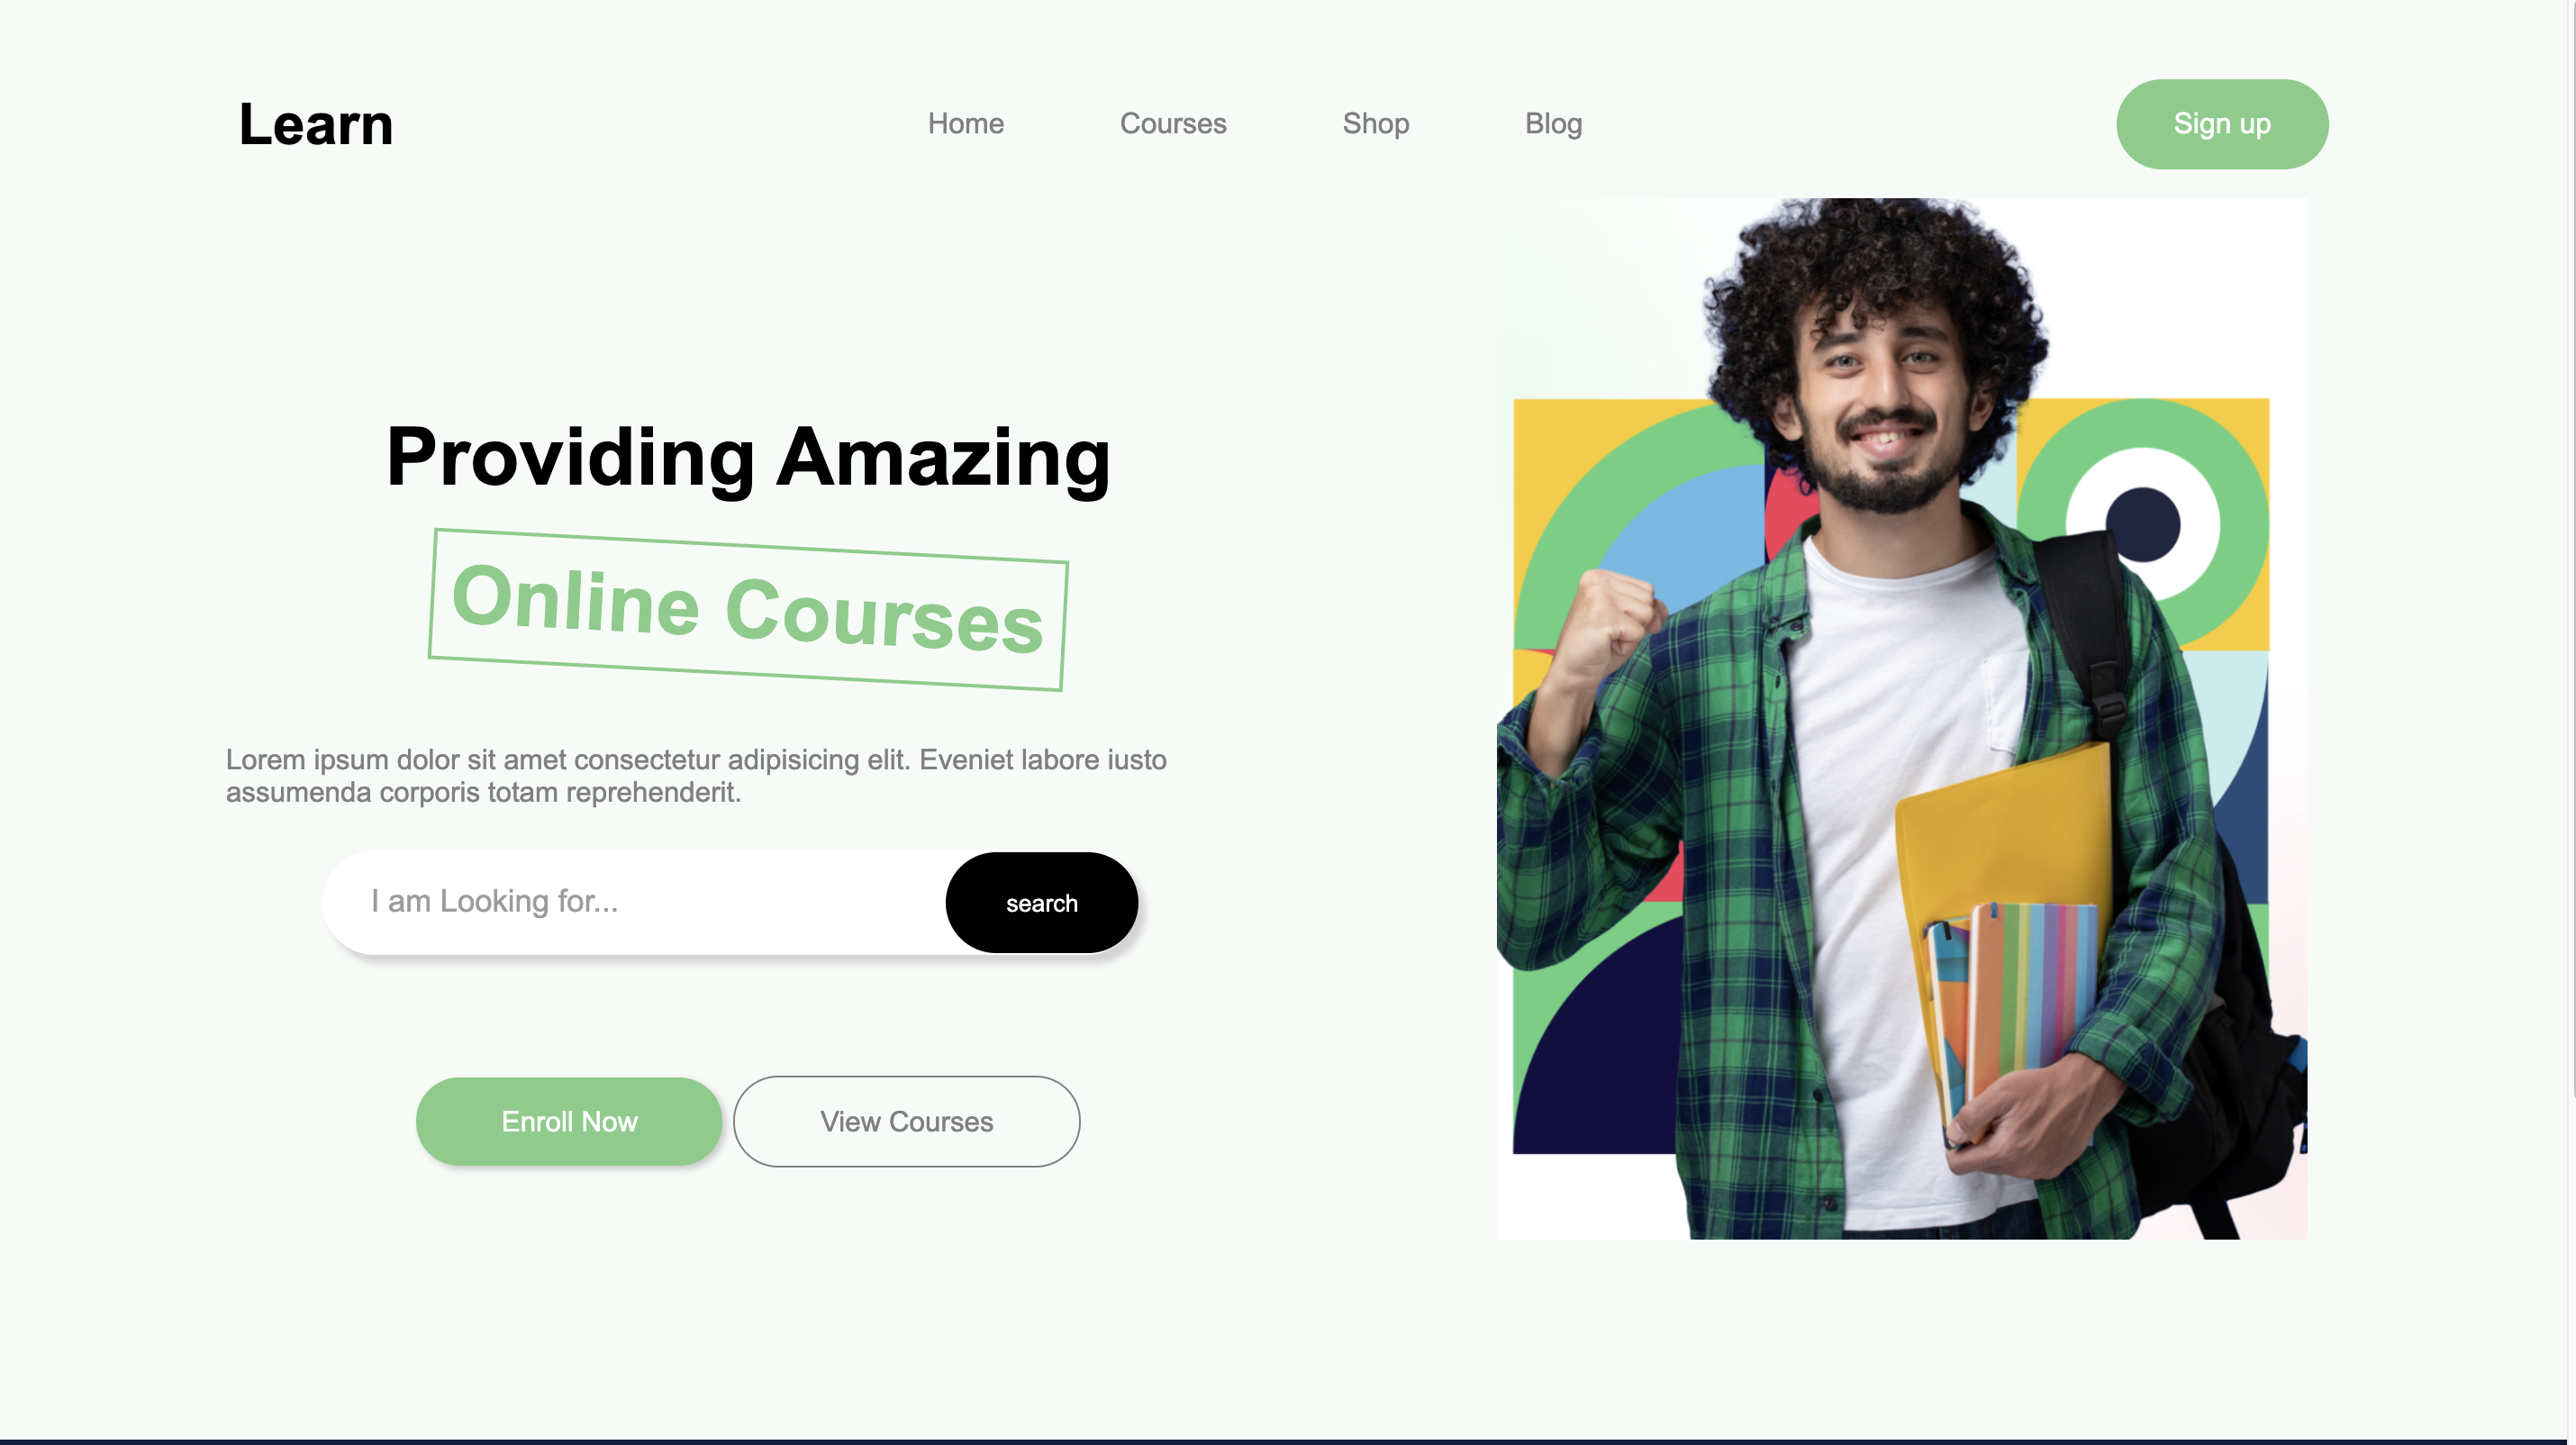 Learn
Home
Courses
Shop
Blog
Sign up
Providing Amazing
Online Courses
Lorem ipsum dolor sit amet consectetur adipisicing elit. Eveniet labore iusto
assumenda corporis totam reprehenderit.
I am Looking for...
search
Enroll Now
View Courses